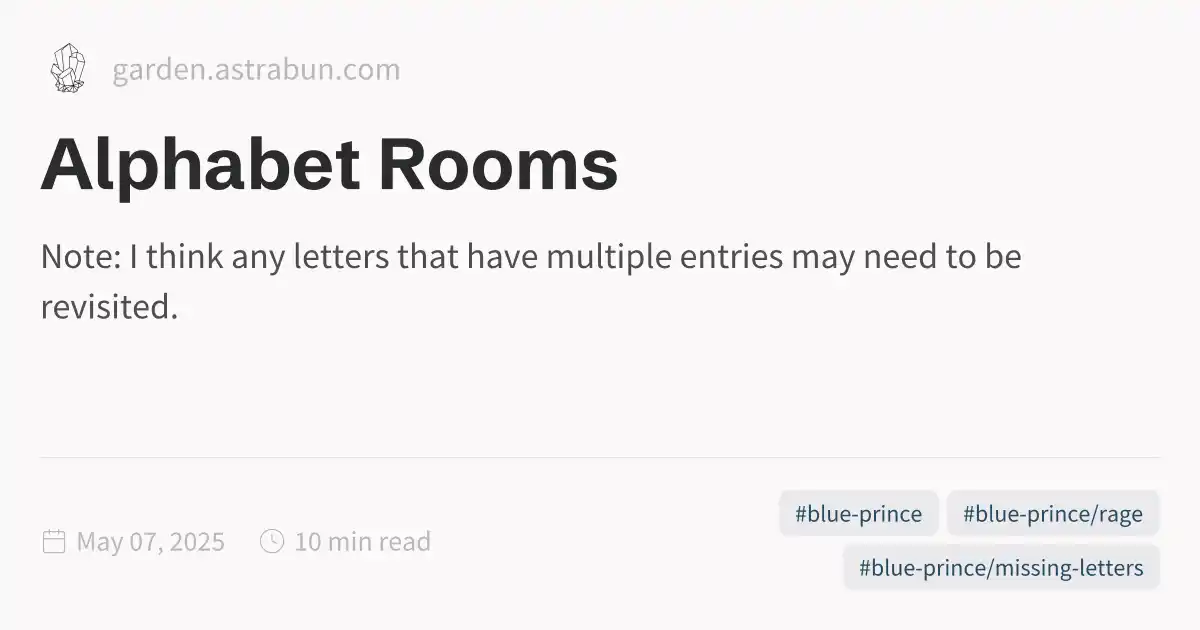 garden.astrabun.com
Alphabet Rooms
Note: I think any letters that have multiple entries may need to be
revisited.
May 07, 2025
10 min read
#blue-prince
#blue-prince/rage
#blue-prince/missing-letters